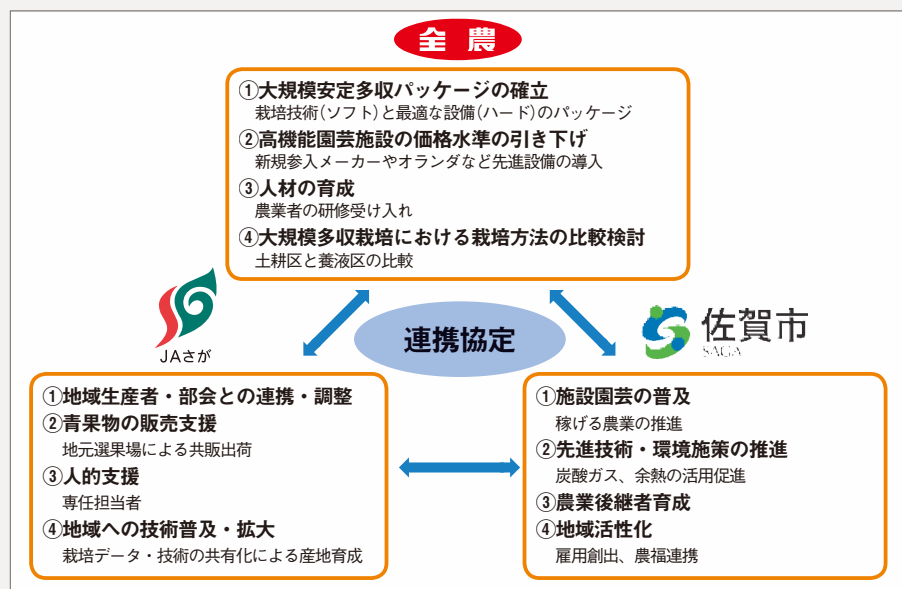 全農
①大規模安定多収パッケージの確立
栽培技術(ソフト)と最適な設備(ハード)のパッケージ
②高機能園芸施設の価格水準の引き下げ
新規参入メーカーやオランダなど先進設備の導入
③人材の育成
農業者の研修受け入れ
④大規模多収栽培における栽培方法の比較検討
土耕区と養液区の比較
JAさが
連携協定
佐賀市
SAGA
①地域生産者・部会との連携・調整
②青果物の販売支援
地元選果場による共販出荷
③人的支援
専任担当者
④地域への技術普及・拡大
栽培データ・技術の共有化による産地育成
①施設園芸の普及
稼げる農業の推進
②先進技術・環境施策の推進
炭酸ガス、余熱の活用促進
③農業後継者育成
④地域活性化
雇用創出、農福連携